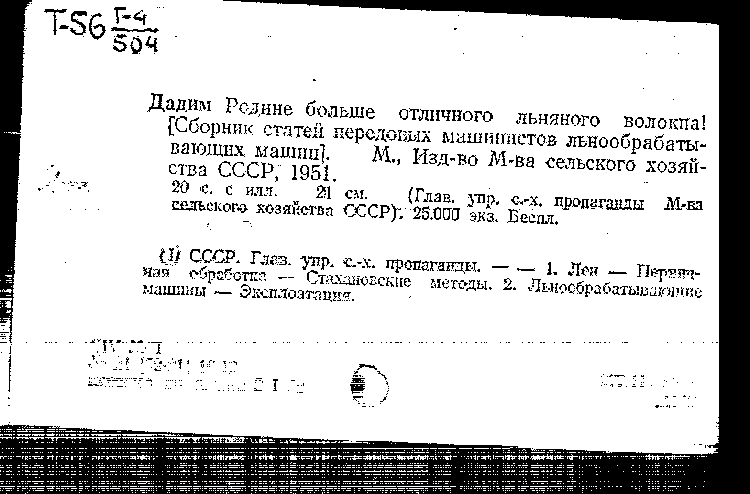 Т-56 Т-4
504
Дадим Родине больше отличного льняного волокна!
[Сборник статей передовых машинистов льнообрабаты-
вающих машин]. М., Изд-во М-ва сельского хозяй-
ства СССР, 1951.
20 с. с илл. 21 см. (Глав. упр. с.-х. пропаганды М-ва
сельского хозяйства СССР). 25.000 экз. Беспл.
(1) СССР. Глав. упр. с.-х. пропаганды. — — 1. Лен — Первич-
ная обработка — Стахановские методы. 2. Льнообрабатывающие
машины — Эксплоатация.